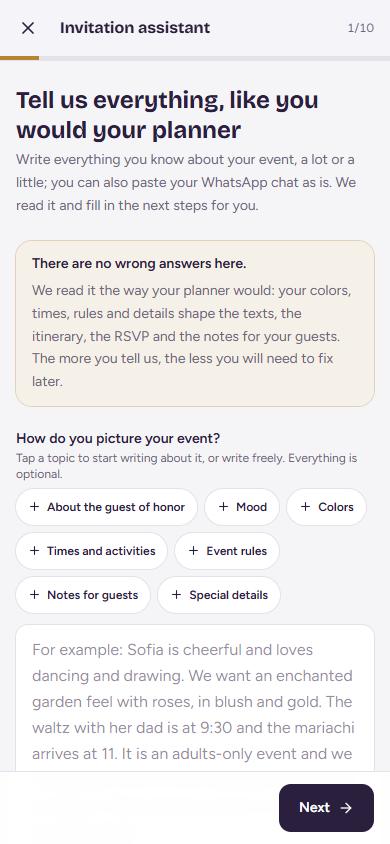 Invitation assistant
1/10
Tell us everything, like you
would your planner
Write everything you know about your event, a lot or a
little; you can also paste your WhatsApp chat as is. We
read it and fill in the next steps for you.
There are no wrong answers here.
We read it the way your planner would: your colors,
times, rules and details shape the texts, the
itinerary, the RSVP and the notes for your guests.
The more you tell us, the less you will need to fix
later.
How do you picture your event?
Tap a topic to start writing about it, or write freely. Everything is
optional.
+ About the guest of honor
+ Mood
+ Colors
+ Times and activities
+ Event rules
+ Notes for guests
+ Special details
For example: Sofia is cheerful and loves
dancing and drawing. We want an enchanted
garden feel with roses, in blush and gold. The
waltz with her dad is at 9:30 and the mariachi
arrives at 11. It is an adults-only event and we
Next →